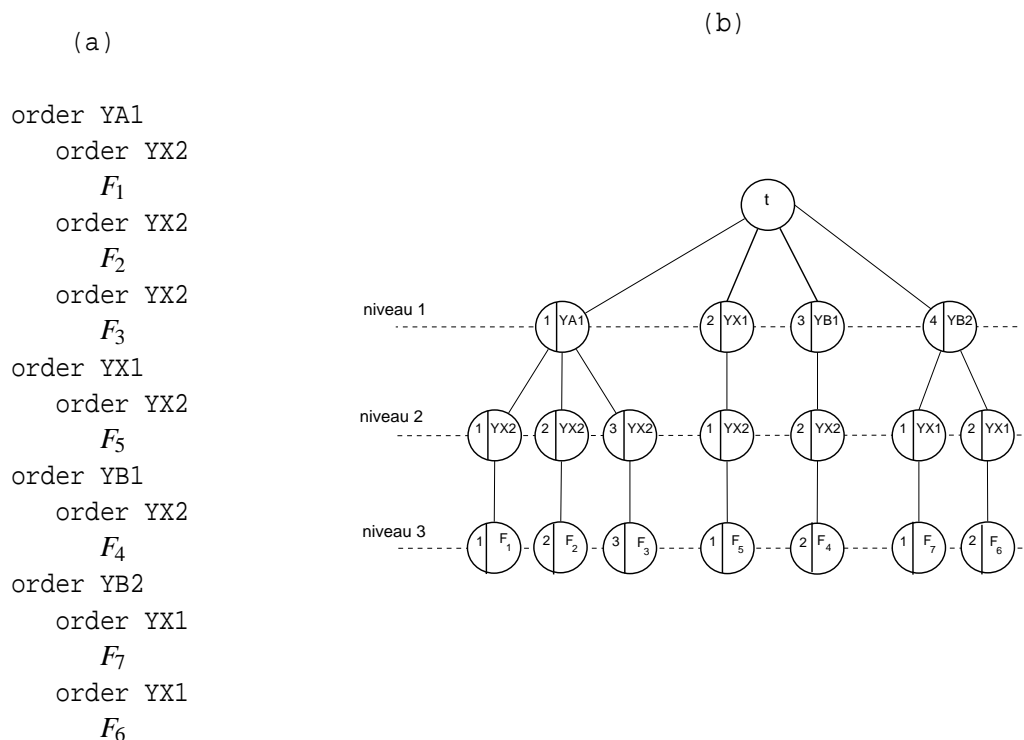 (a)
order YA1
order YX2
F1
order YX2
F2
order YX2
F3
order YX1
order YX2
F5
order YB1
order YX2
F4
order YB2
order YX1
F7
order YX1
F6
(b)
t
niveau 1
1 YA1 2 YX1 3 YB1 4 YB2
niveau 2
1 YX2 2 YX2 3 YX2 1 YX2 2 YX2 1 YX1 2 YX1
niveau 3
1 F1 2 F2 3 F3 1 F5 2 F4 1 F7 2 F6